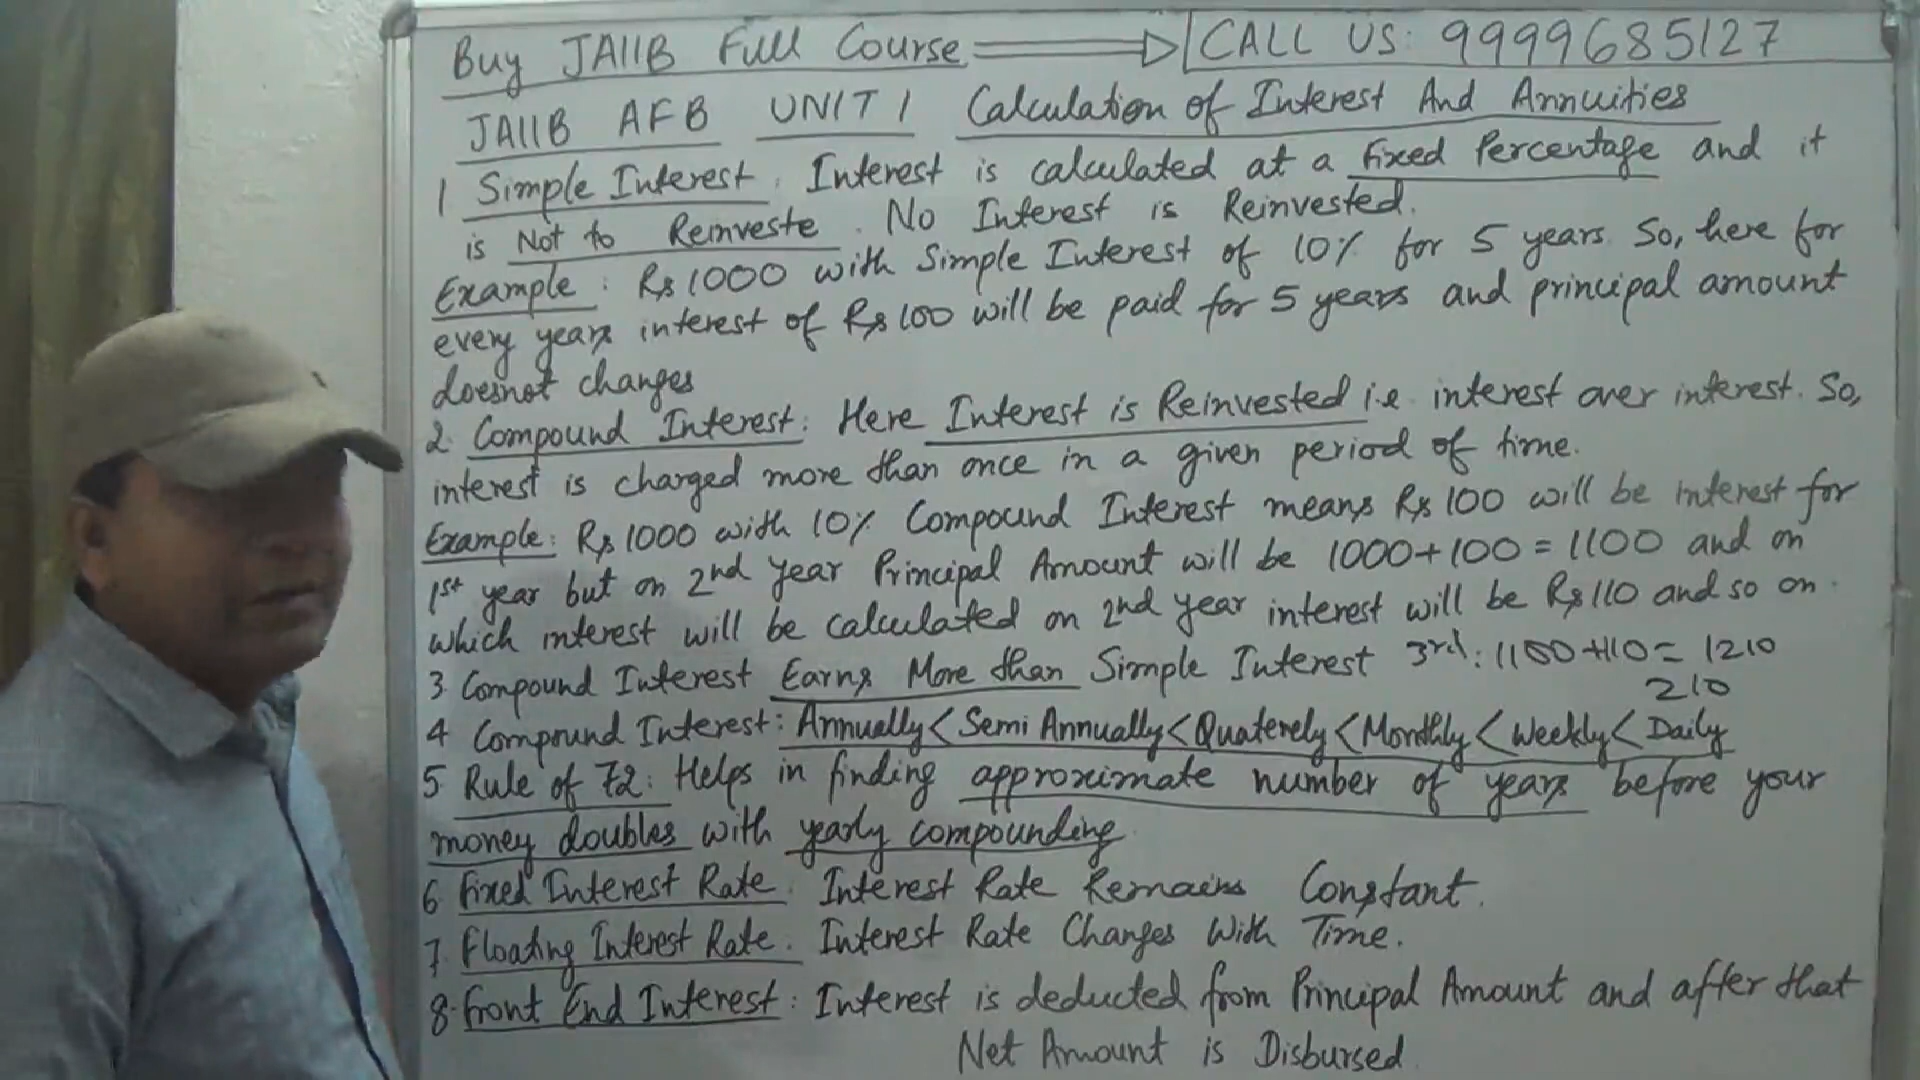 Buy JAIIB Full Course ⟹ CALL US: 9999685127
JAIIB AFB UNIT 1 Calculation of Interest And Annuities
1 Simple Interest: Interest is calculated at a Fixed Percentage and it
is Not to Reinveste. No Interest is Reinvested.
Example: Rs 1000 with Simple Interest of 10% for 5 years. So, here for
every years interest of Rs 100 will be paid for 5 years and principal amount
doesnot changes
2. Compound Interest: Here Interest is Reinvested i.e interest over interest. So,
interest is charged more than once in a given period of time.
Example: Rs 1000 with 10% Compound Interest means Rs 100 will be interest for
1st year but on 2nd year Principal Amount will be 1000+100=1100 and on
which interest will be calculated on 2nd year interest will be Rs 110 and so on.
3. Compound Interest Earns More than Simple Interest 3rd: 1100+110= 1210
210
4 Compound Interest: Annually< Semi Annually< Quaterely <Monthly <Weekly< Daily
5 Rule of 72: Helps in finding approximate number of years before your
money doubles with yearly compounding.
6 Fixed Interest Rate: Interest Rate Remains Constant.
7. Floating Interest Rate: Interest Rate Changes With Time.
8. Front End Interest: Interest is deducted from Principal Amount and after that
Net Amount is Disbursed.